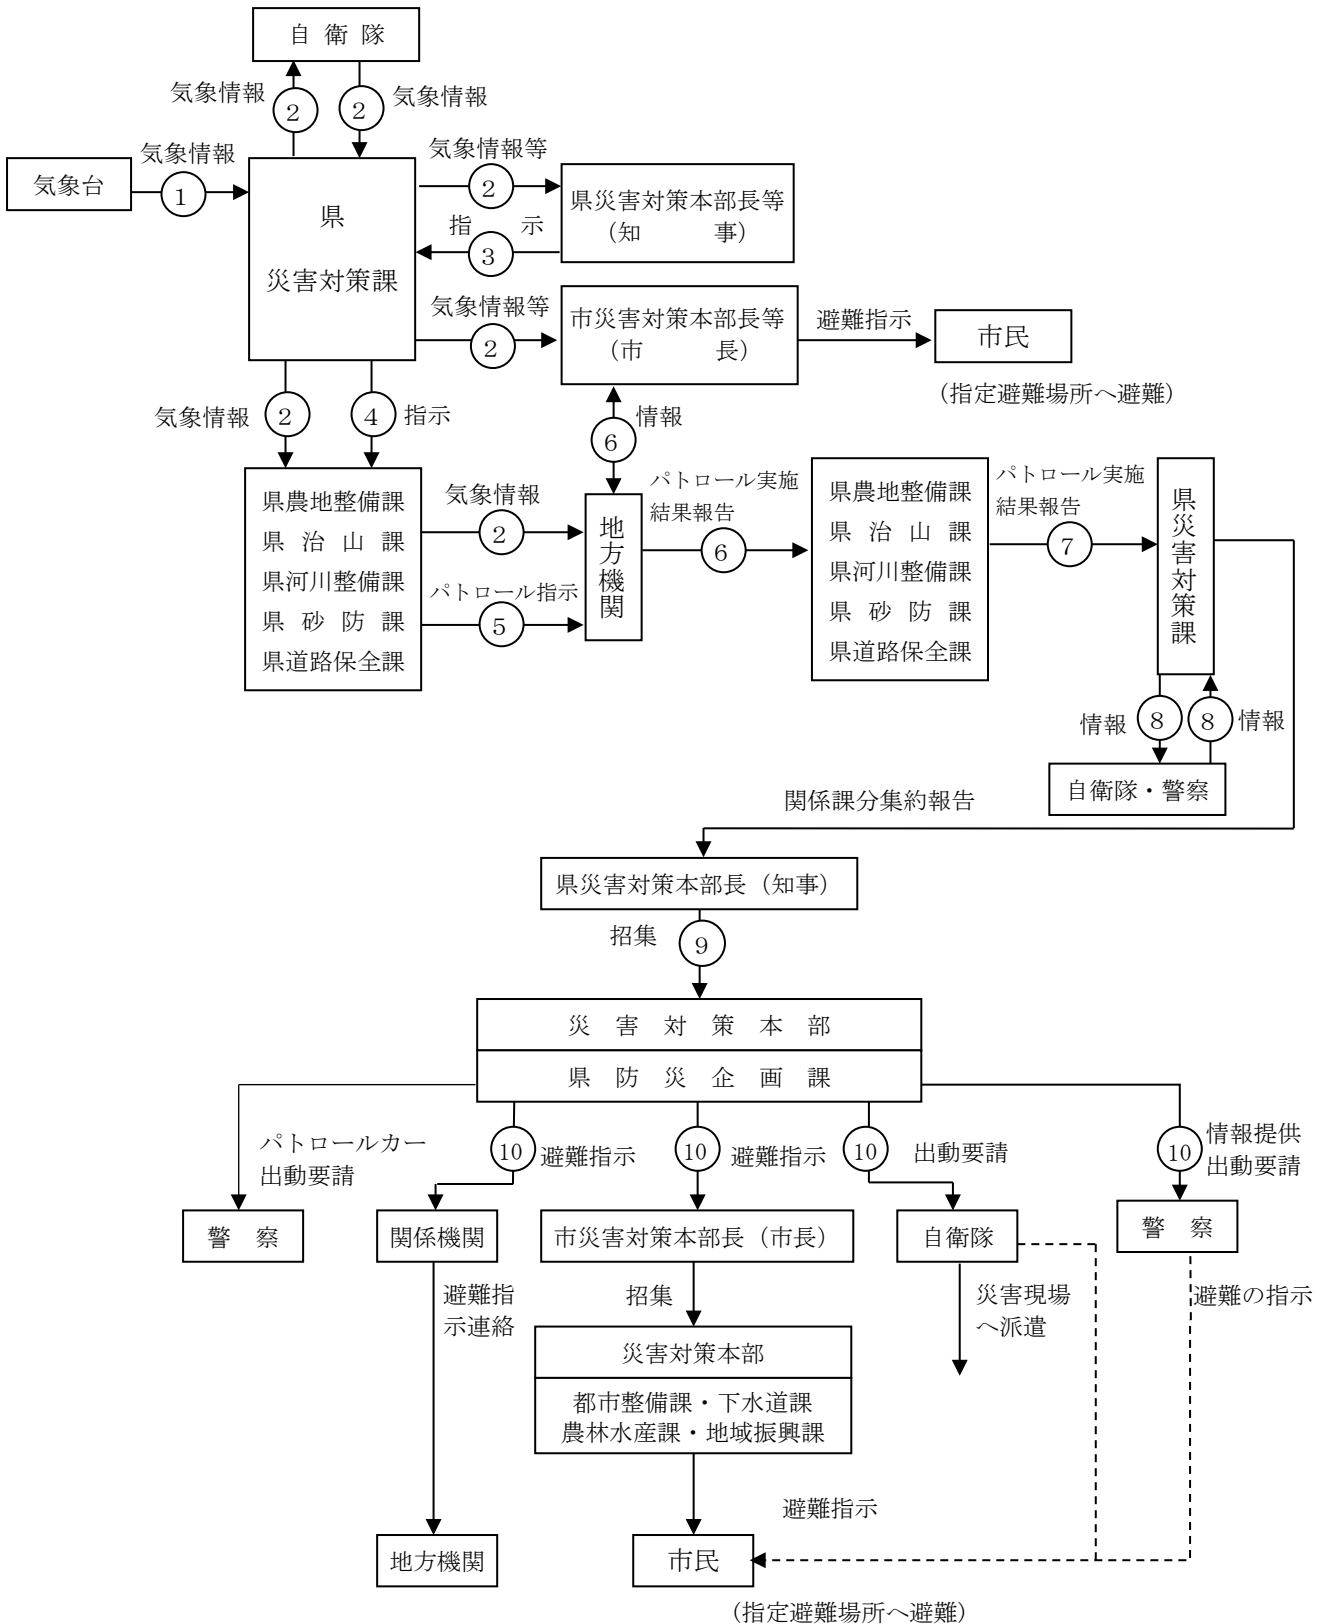 自 衛 隊
気象情報
2
2
気象情報
気象台
気象情報
1
県
災害対策課
気象情報等
2
指 示
3
県災害対策本部長等
（知 事）
気象情報等
2
市災害対策本部長等
（市 長）
避難指示
市民
（指定避難場所へ避難）
気象情報
2
4
指示
6
情報
県農地整備課
県 治 山 課
県河川整備課
県 砂 防 課
県道路保全課
気象情報
2
パトロール指示
5
地方機関
パトロール実施
結果報告
6
県農地整備課
県 治 山 課
県河川整備課
県 砂 防 課
県道路保全課
パトロール実施
結果報告
7
県災害対策課
情報
8
8
情報
自衛隊・警察
関係課分集約報告
県災害対策本部長（知事）
招集
9
災 害 対 策 本 部
県 防 災 企 画 課
パトロールカー
出動要請
10
避難指示
10
避難指示
10
出動要請
10
情報提供
出動要請
警 察
関係機関
市災害対策本部長（市長）
自衛隊
警 察
避難指
示連絡
招集
災害現場
へ派遣
避難の指示
災害対策本部
都市整備課・下水道課
農林水産課・地域振興課
避難指示
地方機関
市民
（指定避難場所へ避難）